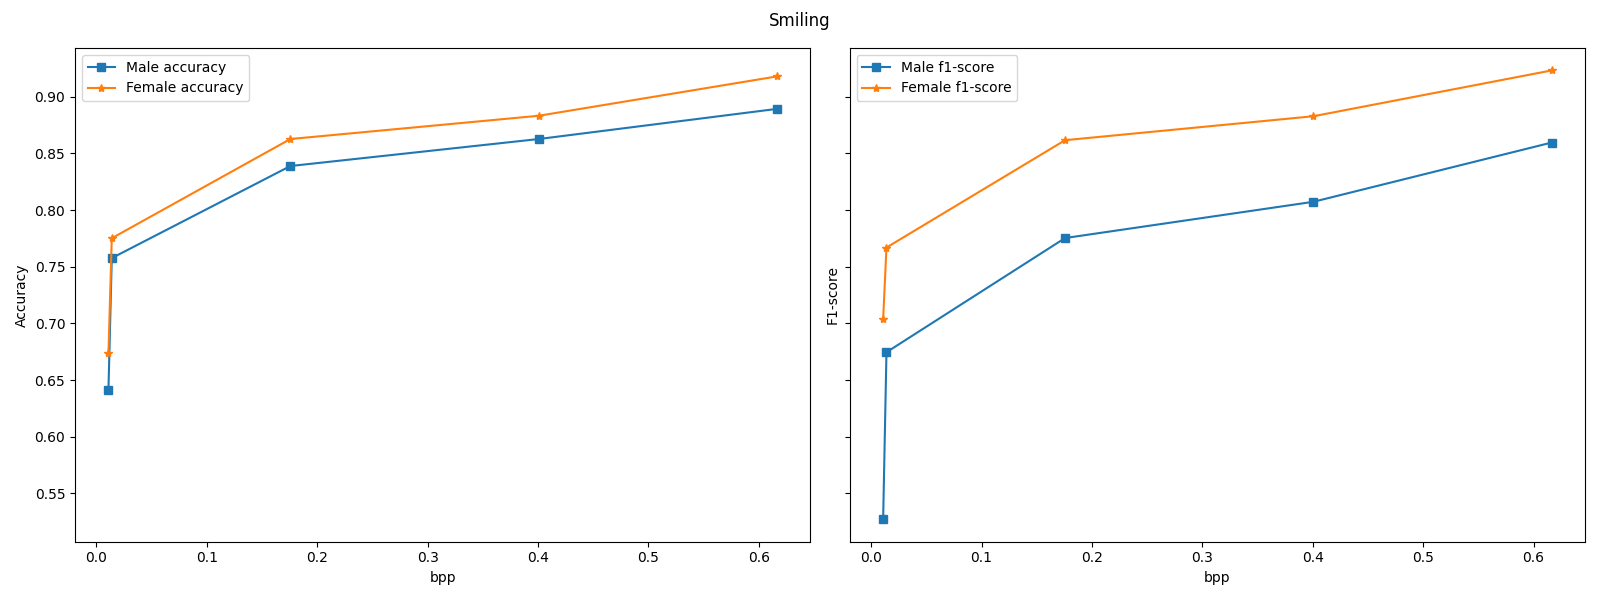 Smiling
Male accuracy
Female accuracy
0.90
0.85
0.80
0.75
0.70
0.65
0.60
0.55
Accuracy
0.0 0.1 0.2 0.3 0.4 0.5 0.6
bpp
Male f1-score
Female f1-score
F1-score
0.0 0.1 0.2 0.3 0.4 0.5 0.6
bpp